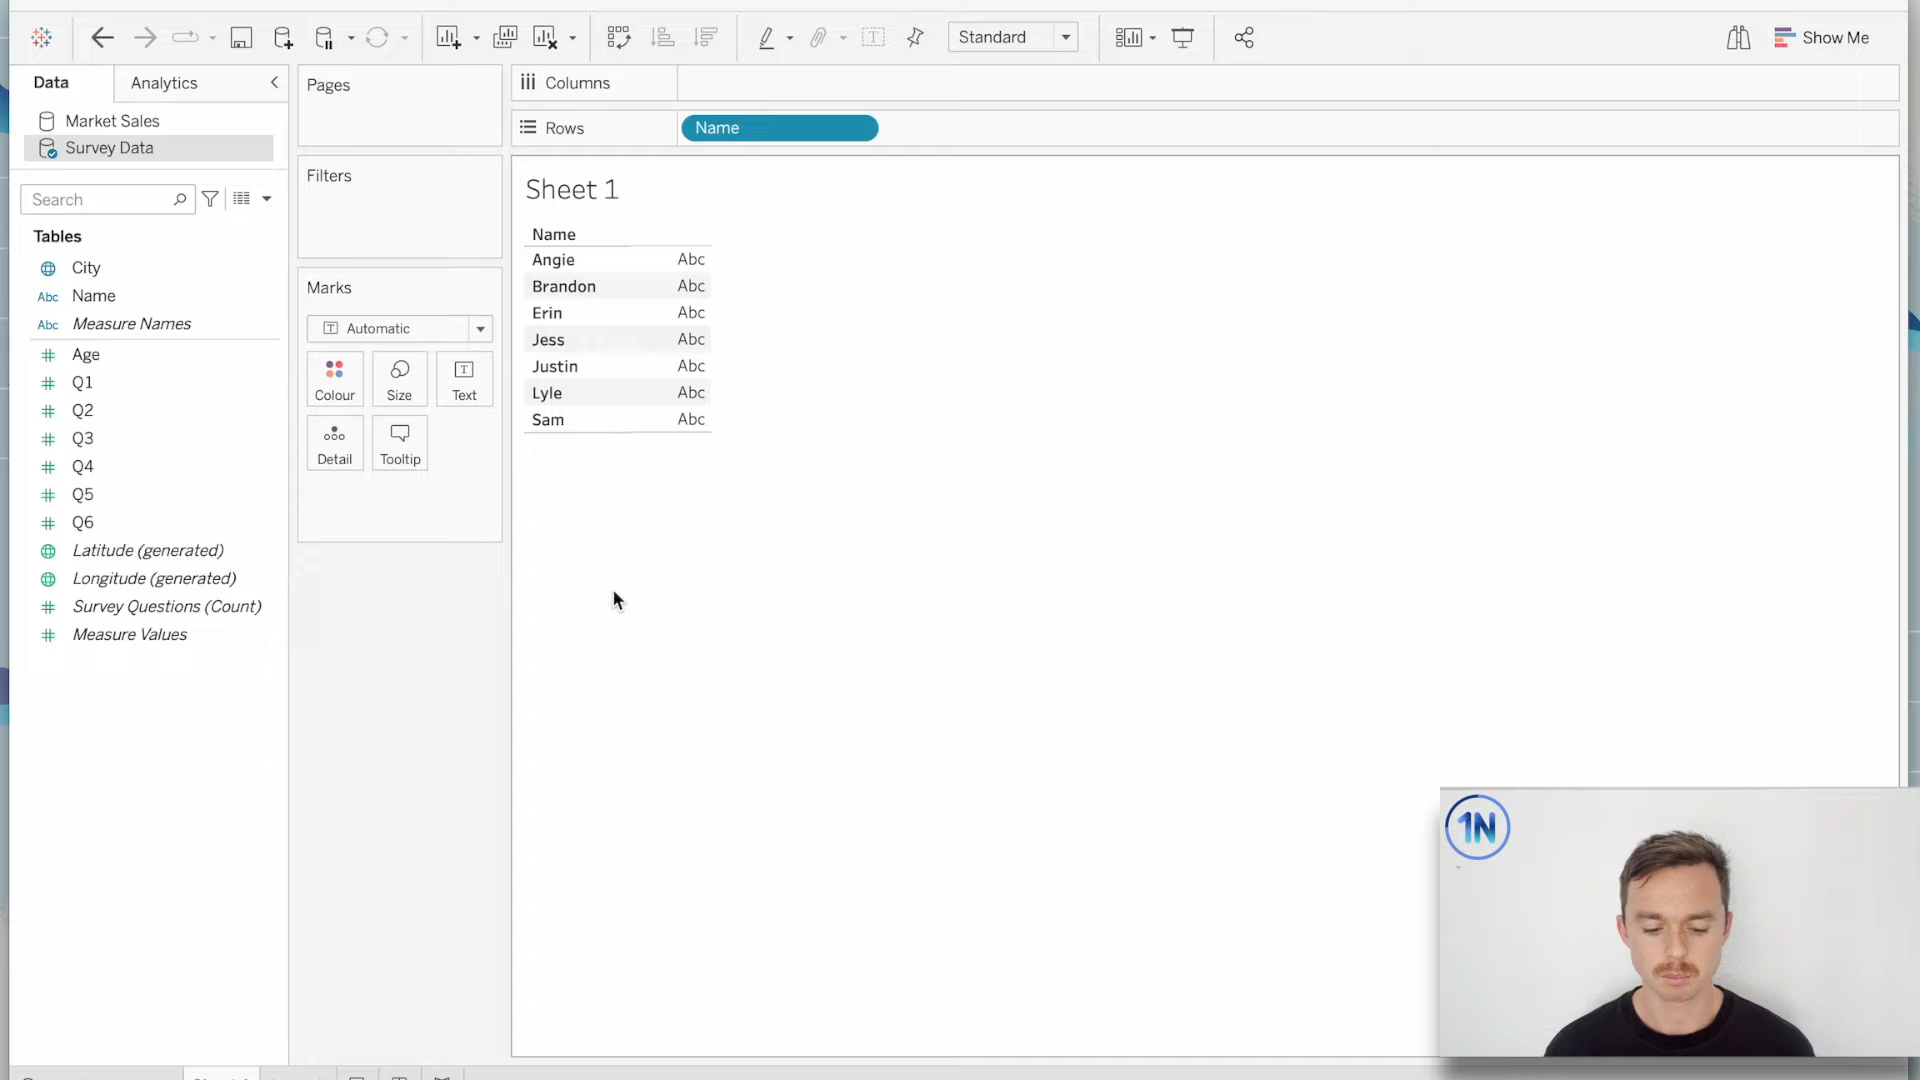 Standard
Show Me
Data
Analytics
Market Sales
Survey Data
Search
Tables
City
Abc Name
Abc Measure Names
Age
Q1
Q2
Q3
Q4
Q5
Q6
Latitude (generated)
Longitude (generated)
Survey Questions (Count)
Measure Values
Pages
Filters
Marks
Automatic
Colour
Size
Text
Detail
Tooltip
Columns
Rows
Name
Sheet 1
Name
Angie Abc
Brandon Abc
Erin Abc
Jess Abc
Justin Abc
Lyle Abc
Sam Abc
1N